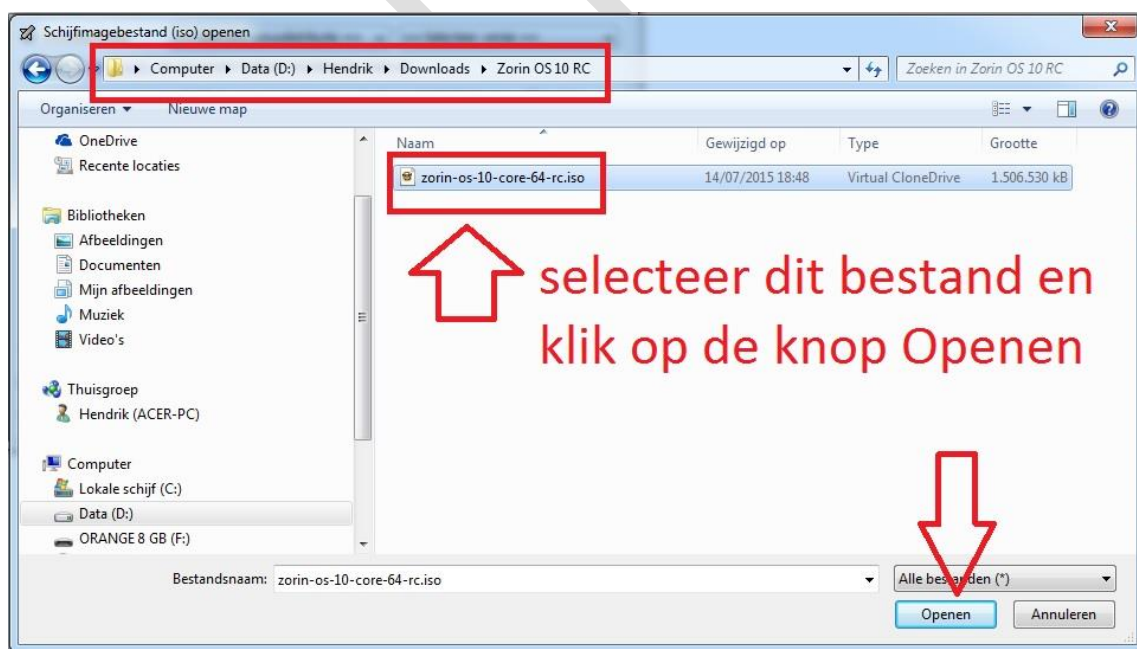 Schijfimagebestand (iso) openen
Computer Data (D:) Hendrik Downloads Zorin OS 10 RC
Zoeken in Zorin OS 10 RC
Organiseren
Nieuwe map
OneDrive
Recente locaties
Bibliotheken
Afbeeldingen
Documenten
Mijn afbeeldingen
Muziek
Video's
Thuisgroep
Hendrik (ACER-PC)
Computer
Lokale schijf (C:)
Data (D:)
ORANGE 8 GB (F:)
Naam Gewijzigd op Type Grootte
zorin-os-10-core-64-rc.iso 14/07/2015 18:48 Virtual CloneDrive 1.506.530 kB
selecteer dit bestand en
klik op de knop Openen
Bestandsnaam: zorin-os-10-core-64-rc.iso
Alle bestanden (*)
Openen Annuleren